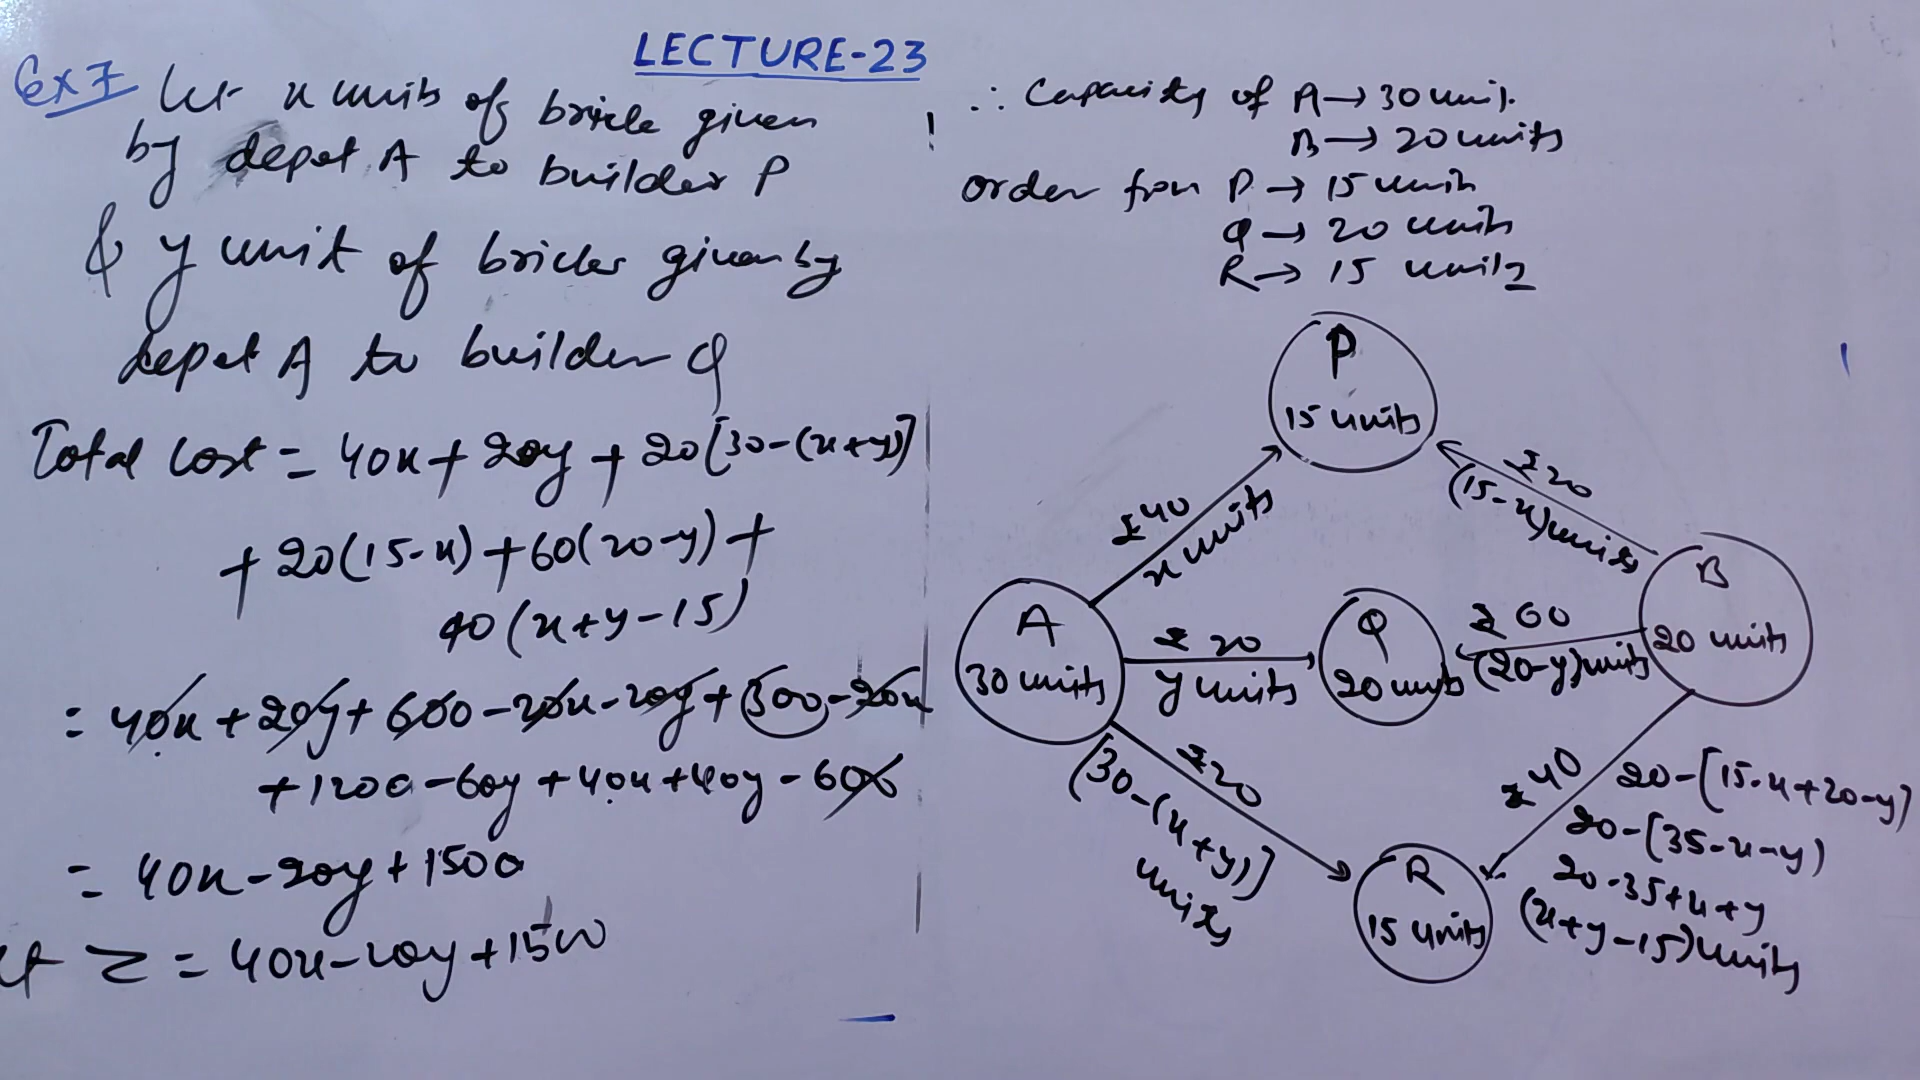 LECTURE-23
Ex 7 Let x units of bricks given
by depot A to builder P
& y unit of bricks given by
depot A to builder Q
Total Cost = 40x + 20y + 20[30-(x+y)]
+ 20(15-x) + 60(20-y) +
40(x+y-15)
= 40x + 20y + 600 - 20x - 20y + 300 - 20x
+1200 - 60y + 40x + 40y - 600
= 40x - 20y + 1500
Z = 40x - 20y + 1500
∴ Capacity of A → 30 unit.
B → 20 units
order from P → 15 units
Q → 20 units
R → 15 units
P
15 units
₹40
x units
₹20
(15-x) units
A
30 units
₹ 20
y units
Q
20 units
₹ 60
(20-y) units
B
20 units
₹20
(30-(x+y)]
units
₹40
20-[15-x+20-y)
20-[35-x-y)
20-35+x+y
(x+y-15) units
R
15 units